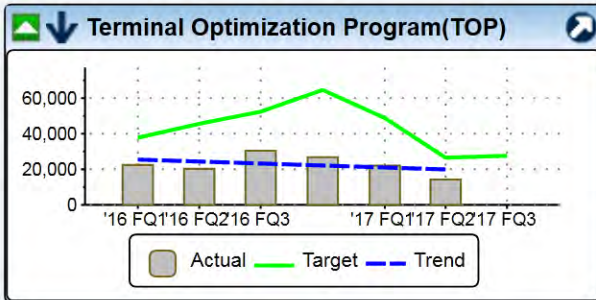 Terminal Optimization Program(TOP)
60,000
40,000
20,000
0
'16 FQ1 '16 FQ2 '16 FQ3 '17 FQ1 '17 FQ2 '17 FQ3
Actual Target Trend